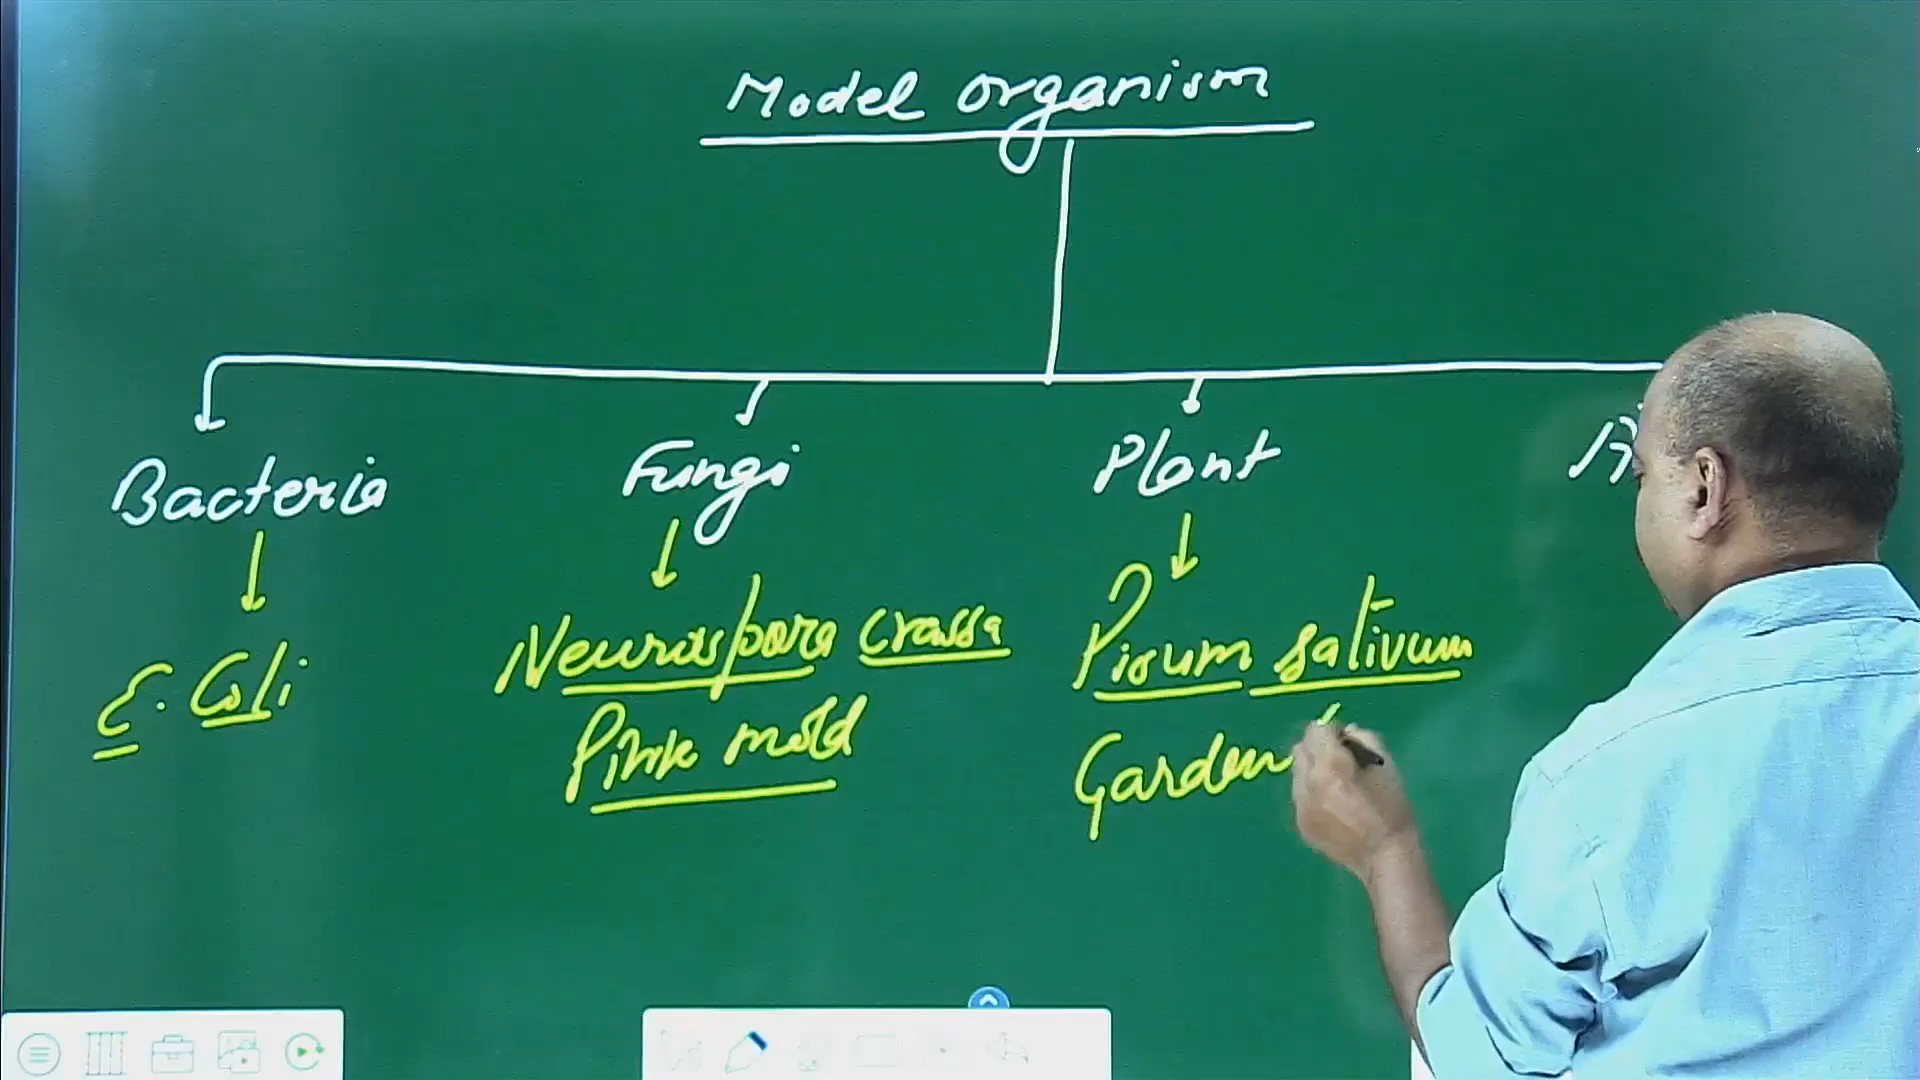 Model organism
Bacteria Fungi Plant
E. Coli Neurospora crassa Pisum sativum
Pink mold Garden